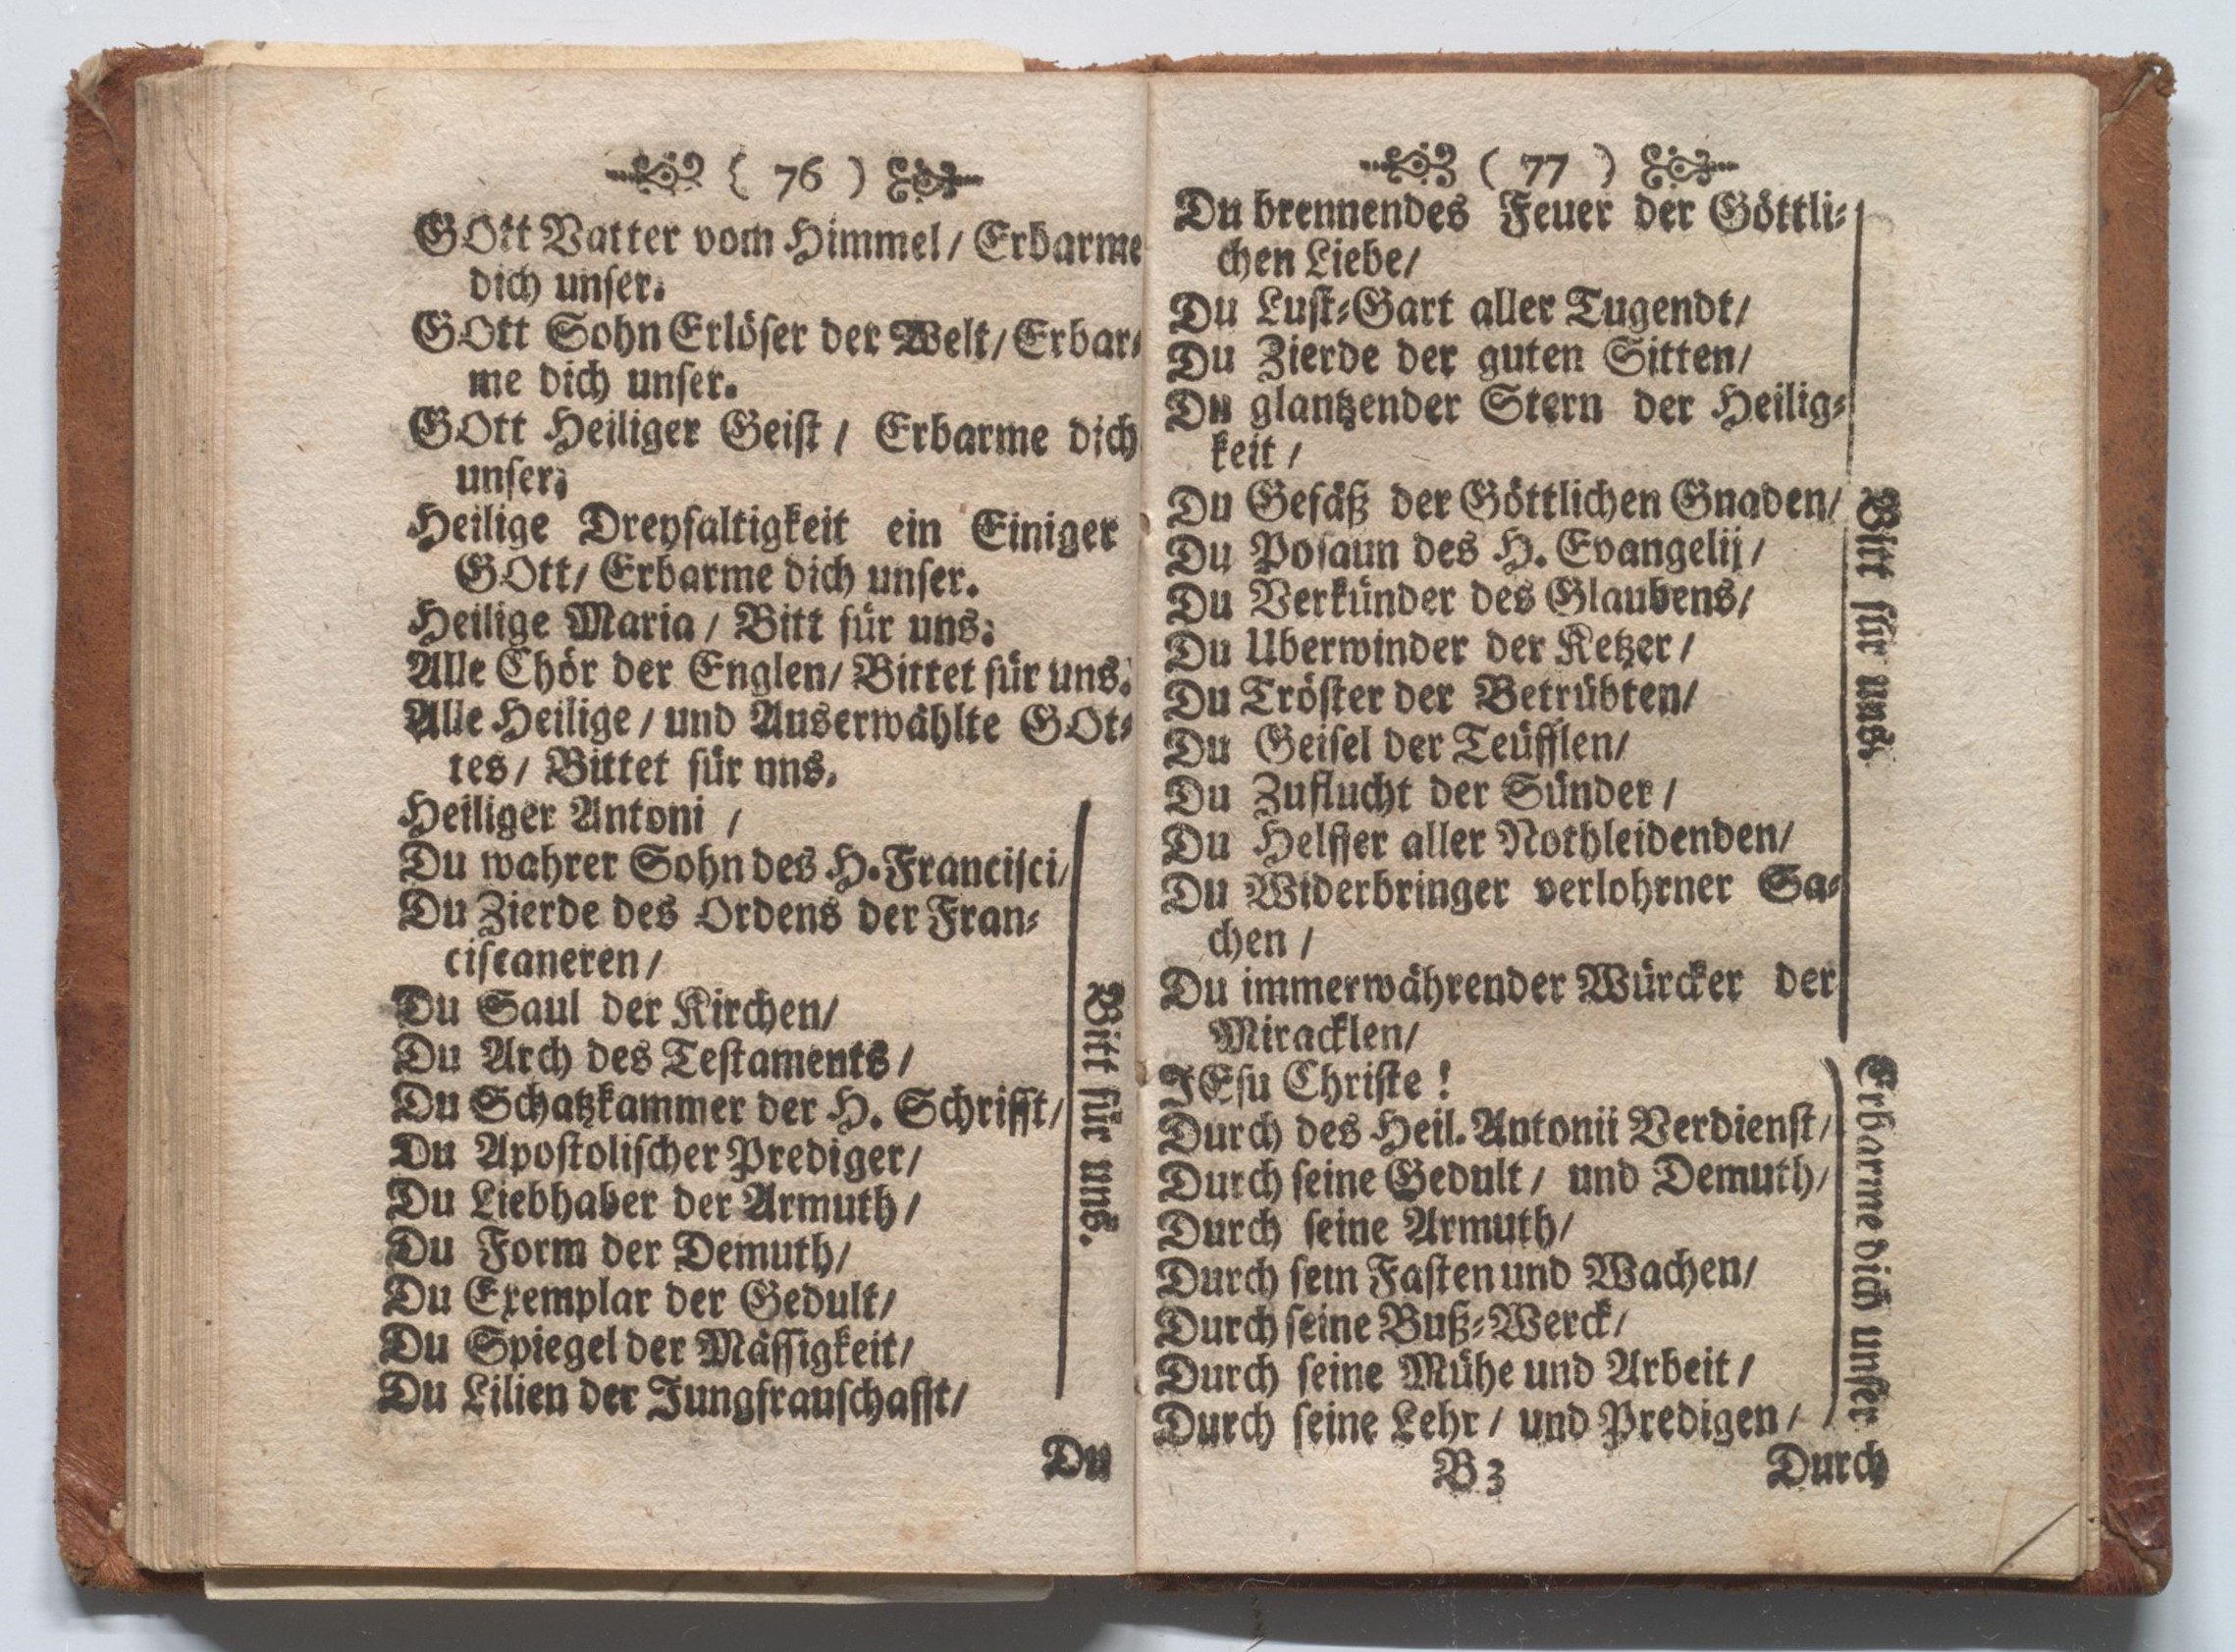 ( 76 )
GOtt Vatter vom Himmel / Erbarme
dich unser.
GOtt Sohn Erlöser der Welt / Erbar-
me dich unser.
GOtt Heiliger Geist / Erbarme dich
unser.
Heilige Dreyfaltigkeit ein Einiger
GOtt / Erbarme dich unser.
Heilige Maria / Bitt für uns.
Alle Chör der Englen / Bittet für uns.
Alle Heilige / und Auserwählte GOt-
tes / Bittet für uns.
Heiliger Antoni /
Du wahrer Sohn des H. Francisci /
Du Zierde des Ordens der Fran-
ciscaneren /
Du Saul der Kirchen /
Du Arch des Testaments /
Du Schatzkammer der H. Schrifft /
Du Apostolischer Prediger /
Du Liebhaber der Armuth /
Du Form der Demuth /
Du Exemplar der Gedult /
Du Spiegel der Mässigkeit /
Du Lilien der Jungfrauschafft /
Bitt für uns.
Du
( 77 )
Du brennendes Feuer der Göttli-
chen Liebe /
Du Lust-Gart aller Tugendt /
Du Zierde der guten Sitten /
Du glantzender Stern der Heilig-
keit /
Du Gefäß der Göttlichen Gnaden /
Du Posaun des H. Evangelij /
Du Verkünder des Glaubens /
Du Uberwinder der Ketzer /
Du Tröster der Betrübten /
Du Geisel der Teüfflen /
Du Zuflucht der Sünder /
Du Helffer aller Nothleidenden /
Du Widerbringer verlohrner Sa-
chen /
Du immerwährender Würcker der
Miracklen /
Bitt für uns.
JEsu Christe !
Durch des Heil. Antonii Verdienst /
Durch seine Gedult / und Demuth /
Durch seine Armuth /
Durch sein Fasten und Wachen /
Durch seine Buß-Werck /
Durch seine Mühe und Arbeit /
Durch seine Lehr / und Predigen /
Erbarme dich unser
B 3
Durch